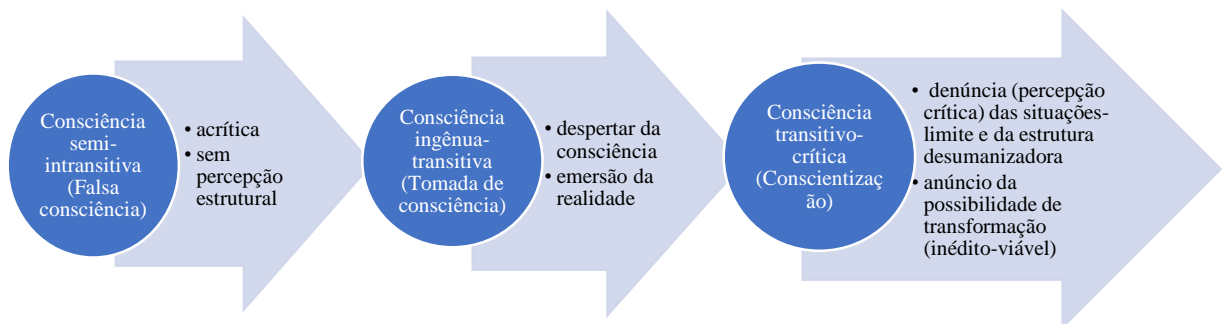 Consciência
semi-
intransitiva
(Falsa
consciência)
• acrítica
• sem
percepção
estrutural
Consciência
ingênua-
transitiva
(Tomada de
consciência)
• despertar da
consciência
• emersão da
realidade
Consciência
transitivo-
crítica
(Conscientizaç
ão)
• denúncia (percepção
crítica) das situações-
limite e da estrutura
desumanizadora
• anúncio da
possibilidade de
transformação
(inédito-viável)